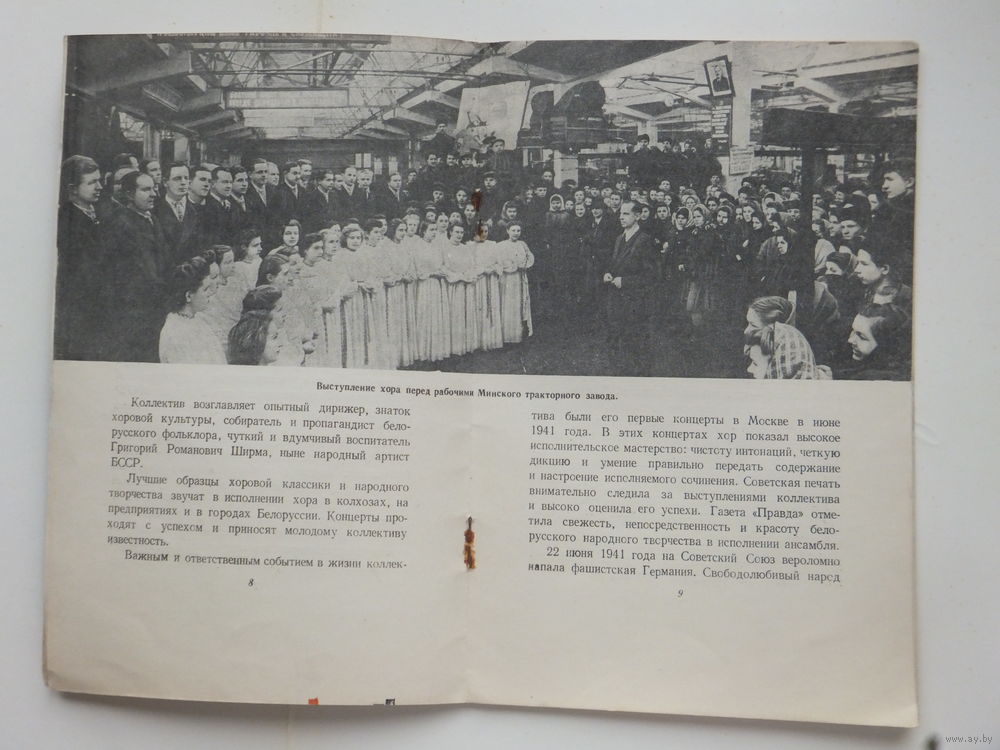 Выступление хора перед рабочими Минского тракторного завода.
Коллектив возглавляет опытный дирижер, знаток
хоровой культуры, собиратель и пропагандист бело-
русского фольклора, чуткий и вдумчивый воспитатель
Григорий Романович Ширма, ныне народный артист
БССР.
Лучшие образцы хоровой классики и народного
творчества звучат в исполнении хора в колхозах, на
предприятиях и в городах Белоруссии. Концерты про-
ходят с успехом и приносят молодому коллективу
известность.
Важным и ответственным событием в жизни коллек-
8
тива были его первые концерты в Москве в июне
1941 года. В этих концертах хор показал высокое
исполнительское мастерство: чистоту интонаций, четкую
дикцию и умение правильно передать содержание
и настроение исполняемого сочинения. Советская печать
внимательно следила за выступлениями коллектива
и высоко оценила его успехи. Газета «Правда» отме-
тила свежесть, непосредственность и красоту бело-
русского народного творчества в исполнении ансамбля.
22 июня 1941 года на Советский Союз вероломно
напала фашистская Германия. Свободолюбивый народ
9
www.ay.by